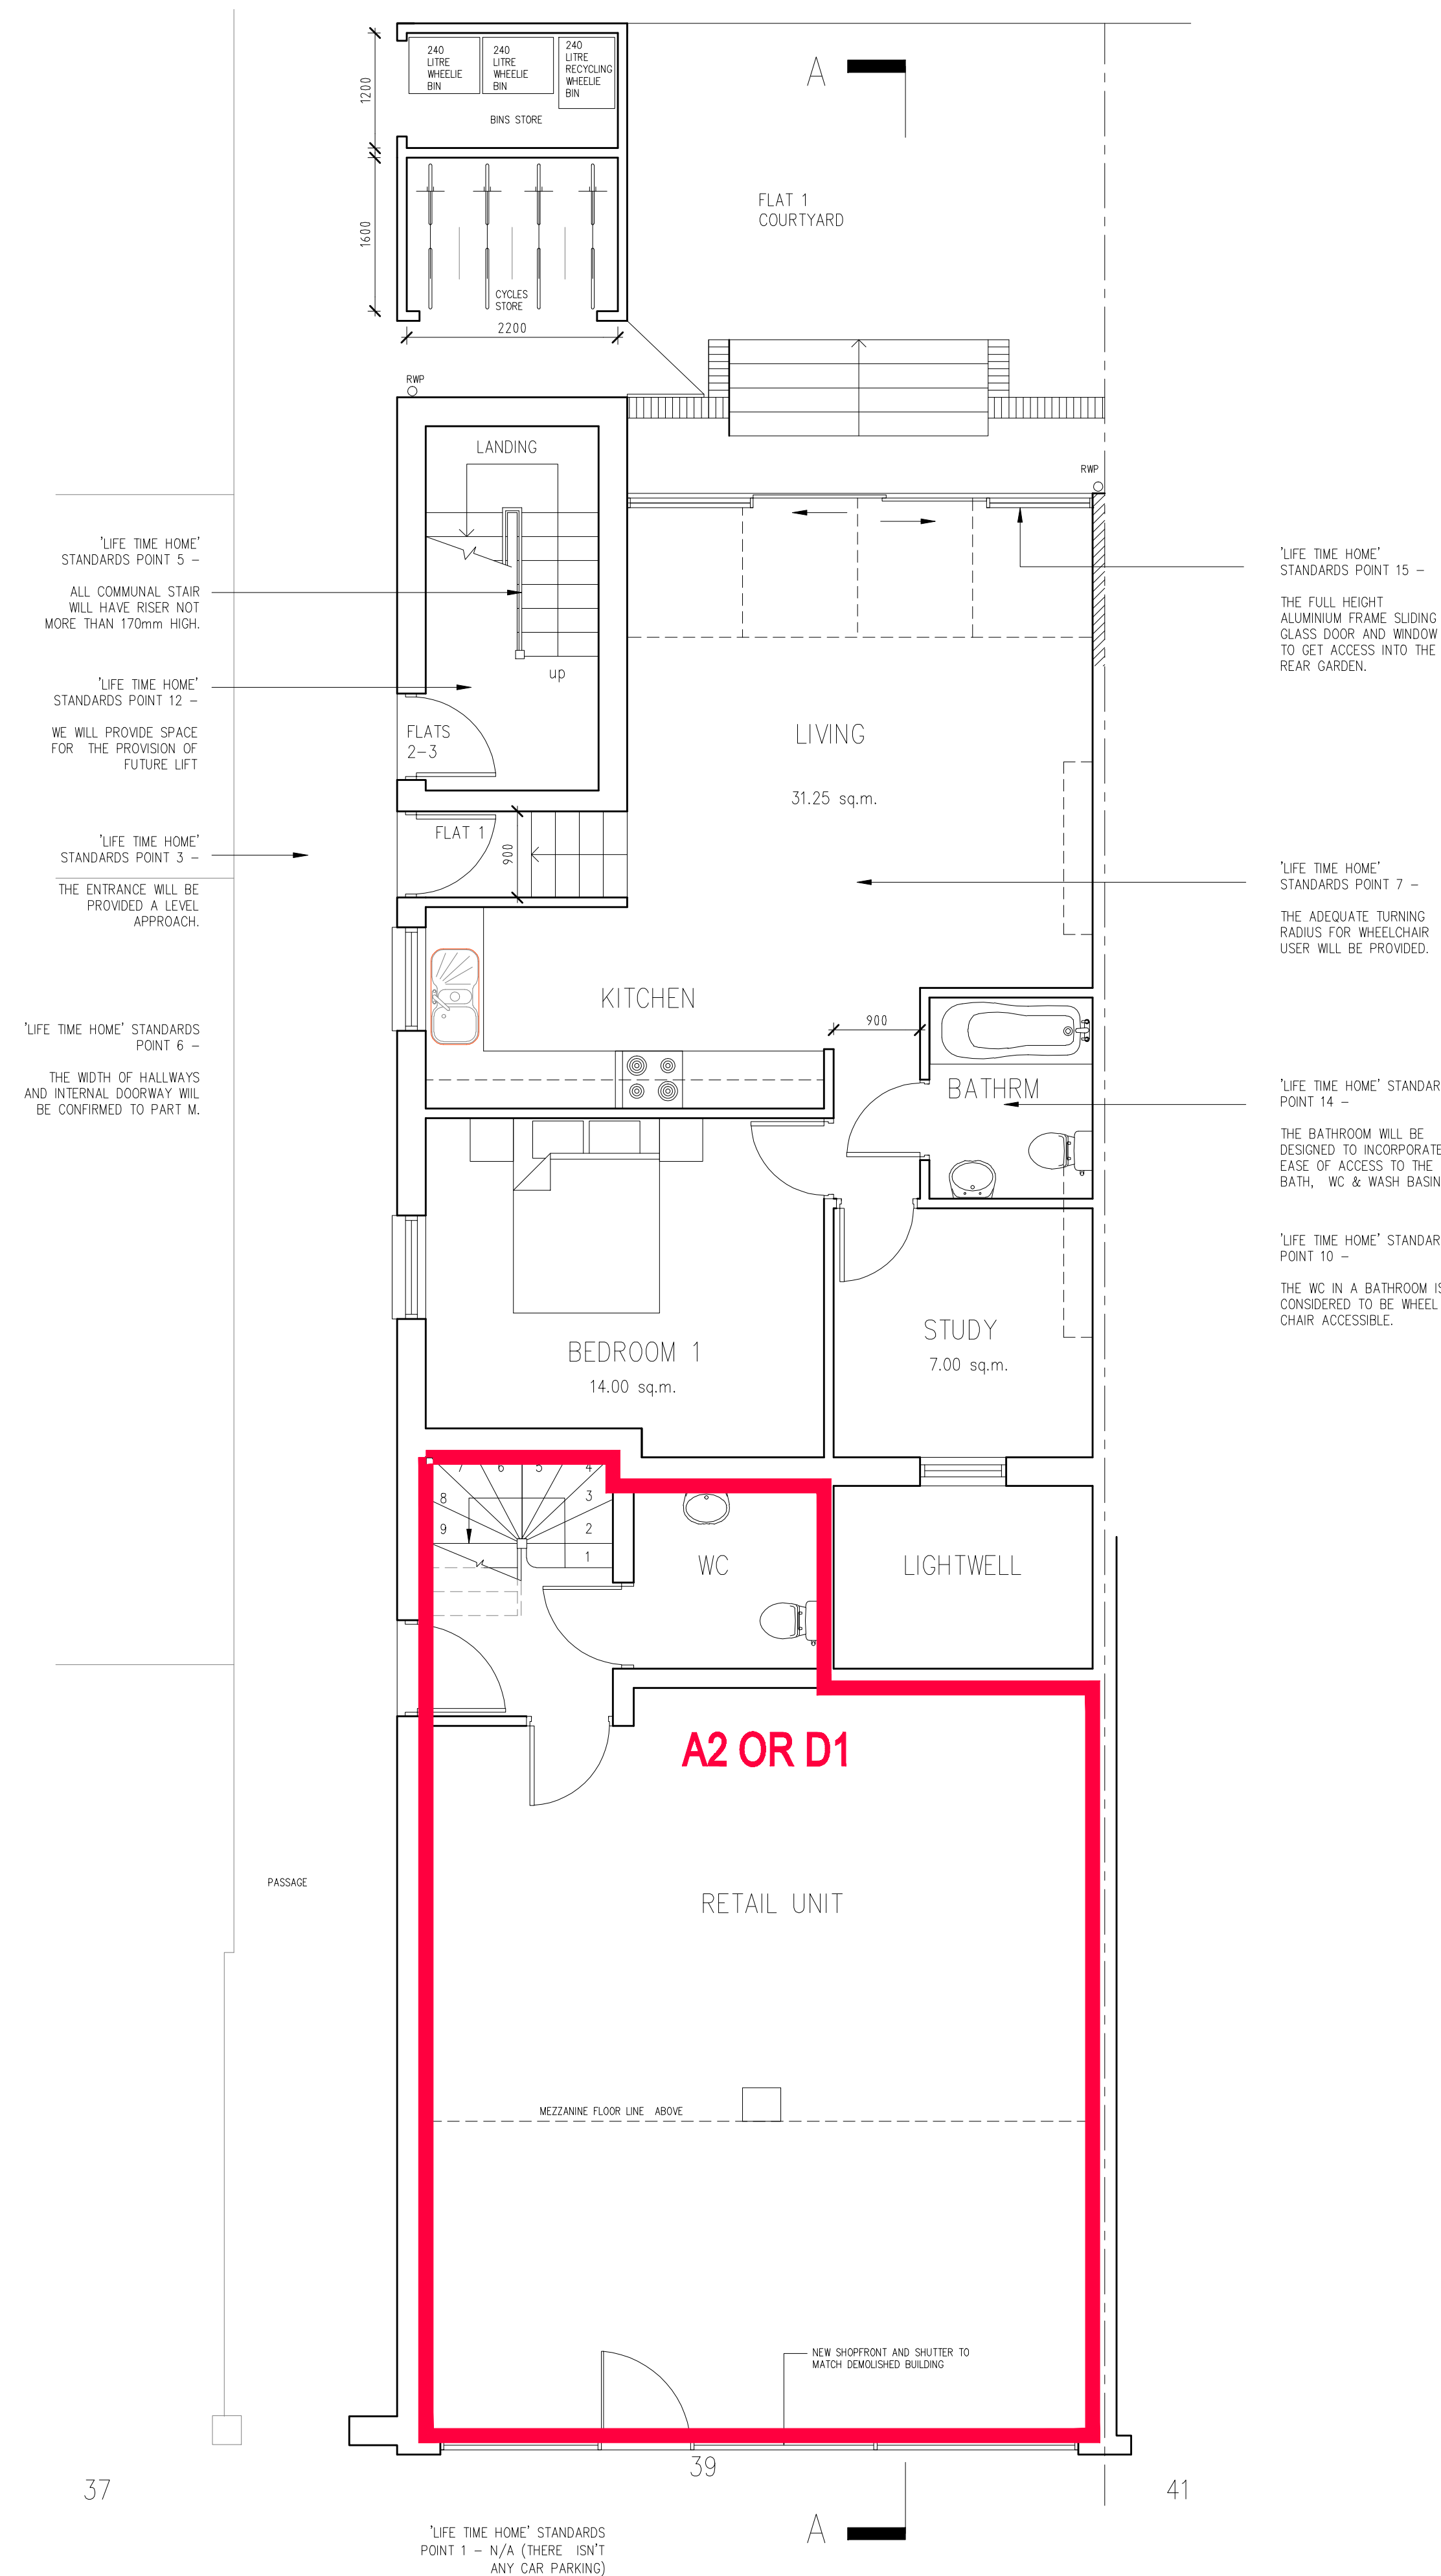 240
LITRE
WHEELIE
BIN
240
LITRE
WHEELIE
BIN
240
LITRE
RECYCLING
WHEELIE
BIN
BINS STORE
1200
A
FLAT 1
COURTYARD
1600
CYCLES
STORE
2200
RWP
LANDING
RWP
'LIFE TIME HOME'
STANDARDS POINT 5 –
ALL COMMUNAL STAIR
WILL HAVE RISER NOT
MORE THAN 170mm HIGH.
'LIFE TIME HOME'
STANDARDS POINT 15 –
THE FULL HEIGHT
ALUMINIUM FRAME SLIDING
GLASS DOOR AND WINDOW
TO GET ACCESS INTO THE
REAR GARDEN.
up
'LIFE TIME HOME'
STANDARDS POINT 12 –
WE WILL PROVIDE SPACE
FOR THE PROVISION OF
FUTURE LIFT
FLATS
2–3
LIVING
31.25 sq.m.
FLAT 1
900
'LIFE TIME HOME'
STANDARDS POINT 3 –
THE ENTRANCE WILL BE
PROVIDED A LEVEL
APPROACH.
'LIFE TIME HOME'
STANDARDS POINT 7 –
THE ADEQUATE TURNING
RADIUS FOR WHEELCHAIR
USER WILL BE PROVIDED.
KITCHEN
900
'LIFE TIME HOME' STANDARDS
POINT 6 –
THE WIDTH OF HALLWAYS
AND INTERNAL DOORWAY WIIL
BE CONFIRMED TO PART M.
BATHRM
'LIFE TIME HOME' STANDAR
POINT 14 –
THE BATHROOM WILL BE
DESIGNED TO INCORPORATE
EASE OF ACCESS TO THE
BATH, WC & WASH BASIN
'LIFE TIME HOME' STANDAR
POINT 10 –
THE WC IN A BATHROOM IS
CONSIDERED TO BE WHEEL
CHAIR ACCESSIBLE.
BEDROOM 1
14.00 sq.m.
STUDY
7.00 sq.m.
7 6 5 4
8 3
9 2
1
WC
LIGHTWELL
A2 OR D1
PASSAGE
RETAIL UNIT
MEZZANINE FLOOR LINE ABOVE
NEW SHOPFRONT AND SHUTTER TO
MATCH DEMOLISHED BUILDING
37
39
41
'LIFE TIME HOME' STANDARDS
POINT 1 – N/A (THERE ISN'T
ANY CAR PARKING)
A